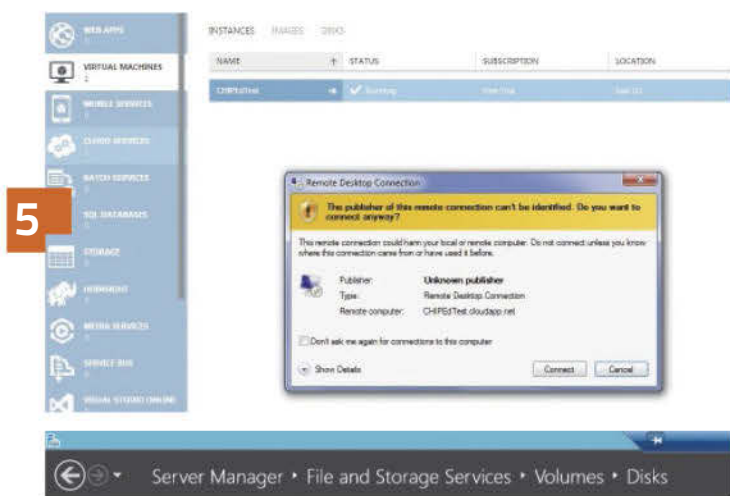 WEB APPS
INSTANCES IMAGES DISKS
NAME STATUS SUBSCRIPTION LOCATION
VIRTUAL MACHINES
CHIPEdTest Running Free Trial East US
MOBILE SERVICES
CLOUD SERVICES
BATCH SERVICES
5
SQL DATABASES
STORAGE
HDINSIGHT
MEDIA SERVICES
SERVICE BUS
VISUAL STUDIO ONLINE
Remote Desktop Connection
The publisher of this remote connection can't be identified. Do you want to
connect anyway?
This remote connection could harm your local or remote computer. Do not connect unless you know
where this connection came from or have used it before.
Publisher: Unknown publisher
Type: Remote Desktop Connection
Remote computer: CHIPEdTest.cloudapp.net
Don't ask me again for connections to this computer
Show Details Connect Cancel
Server Manager • File and Storage Services • Volumes • Disks